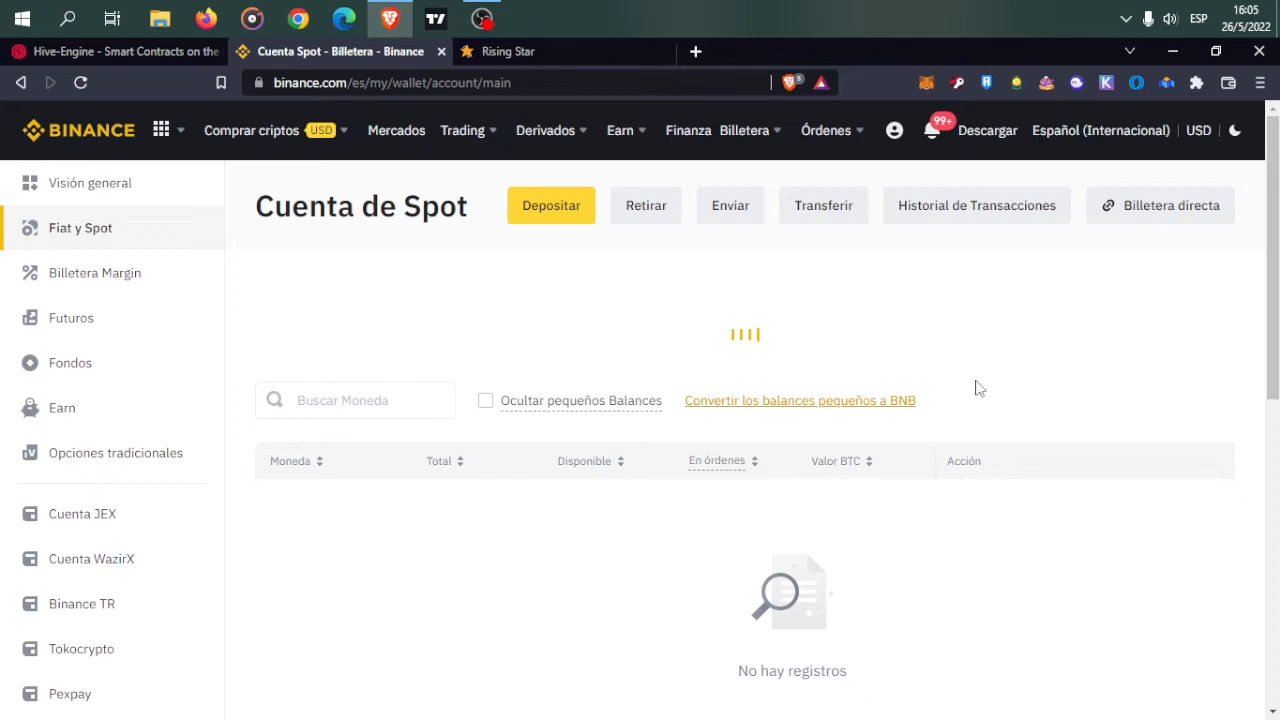 16:05
ESP
26/5/2022
Hive-Engine - Smart Contracts on the
Cuenta Spot - Billetera - Binance
Rising Star
binance.com/es/my/wallet/account/main
5
BINANCE
Comprar criptos USD
Mercados
Trading
Derivados
Earn
Finanza
Billetera
Órdenes
99+
Descargar
Español (Internacional)
USD
Visión general
Fiat y Spot
Billetera Margin
Futuros
Fondos
Earn
Opciones tradicionales
Cuenta JEX
Cuenta WazirX
Binance TR
Tokocrypto
Pexpay
Cuenta de Spot
Depositar
Retirar
Enviar
Transferir
Historial de Transacciones
Billetera directa
Buscar Moneda
Ocultar pequeños Balances
Convertir los balances pequeños a BNB
Moneda
Total
Disponible
En órdenes
Valor BTC
Acción
No hay registros